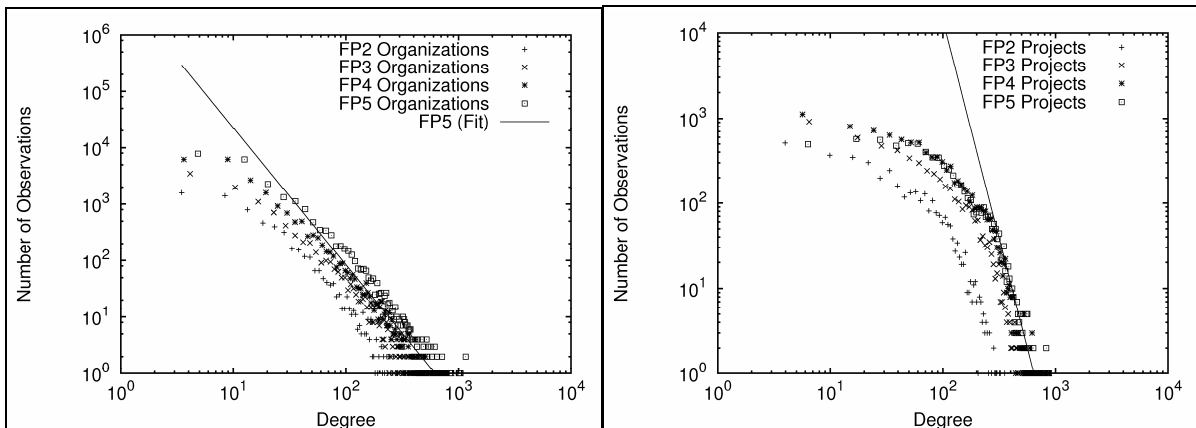 10^6
10^5
10^4
10^3
10^2
10^1
10^0
Number of Observations
FP2 Organizations
FP3 Organizations
FP4 Organizations
FP5 Organizations
FP5 (Fit)
10^0 10^1 10^2 10^3 10^4
Degree
10^4
10^3
10^2
10^1
10^0
Number of Observations
FP2 Projects
FP3 Projects
FP4 Projects
FP5 Projects
10^0 10^1 10^2 10^3 10^4
Degree